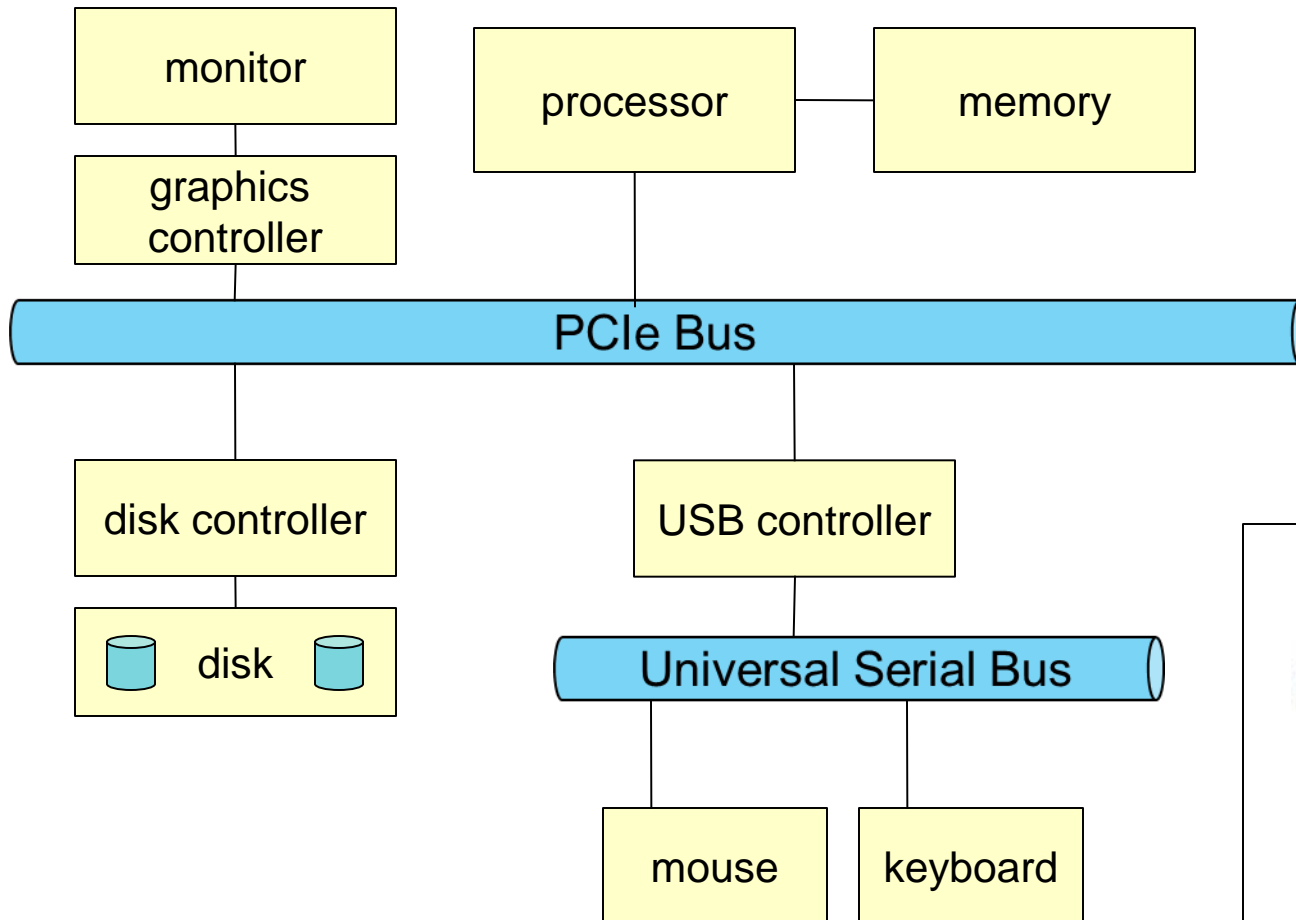 monitor
processor
memory
graphics
controller
PCIe Bus
disk controller
USB controller
disk
Universal Serial Bus
mouse
keyboard